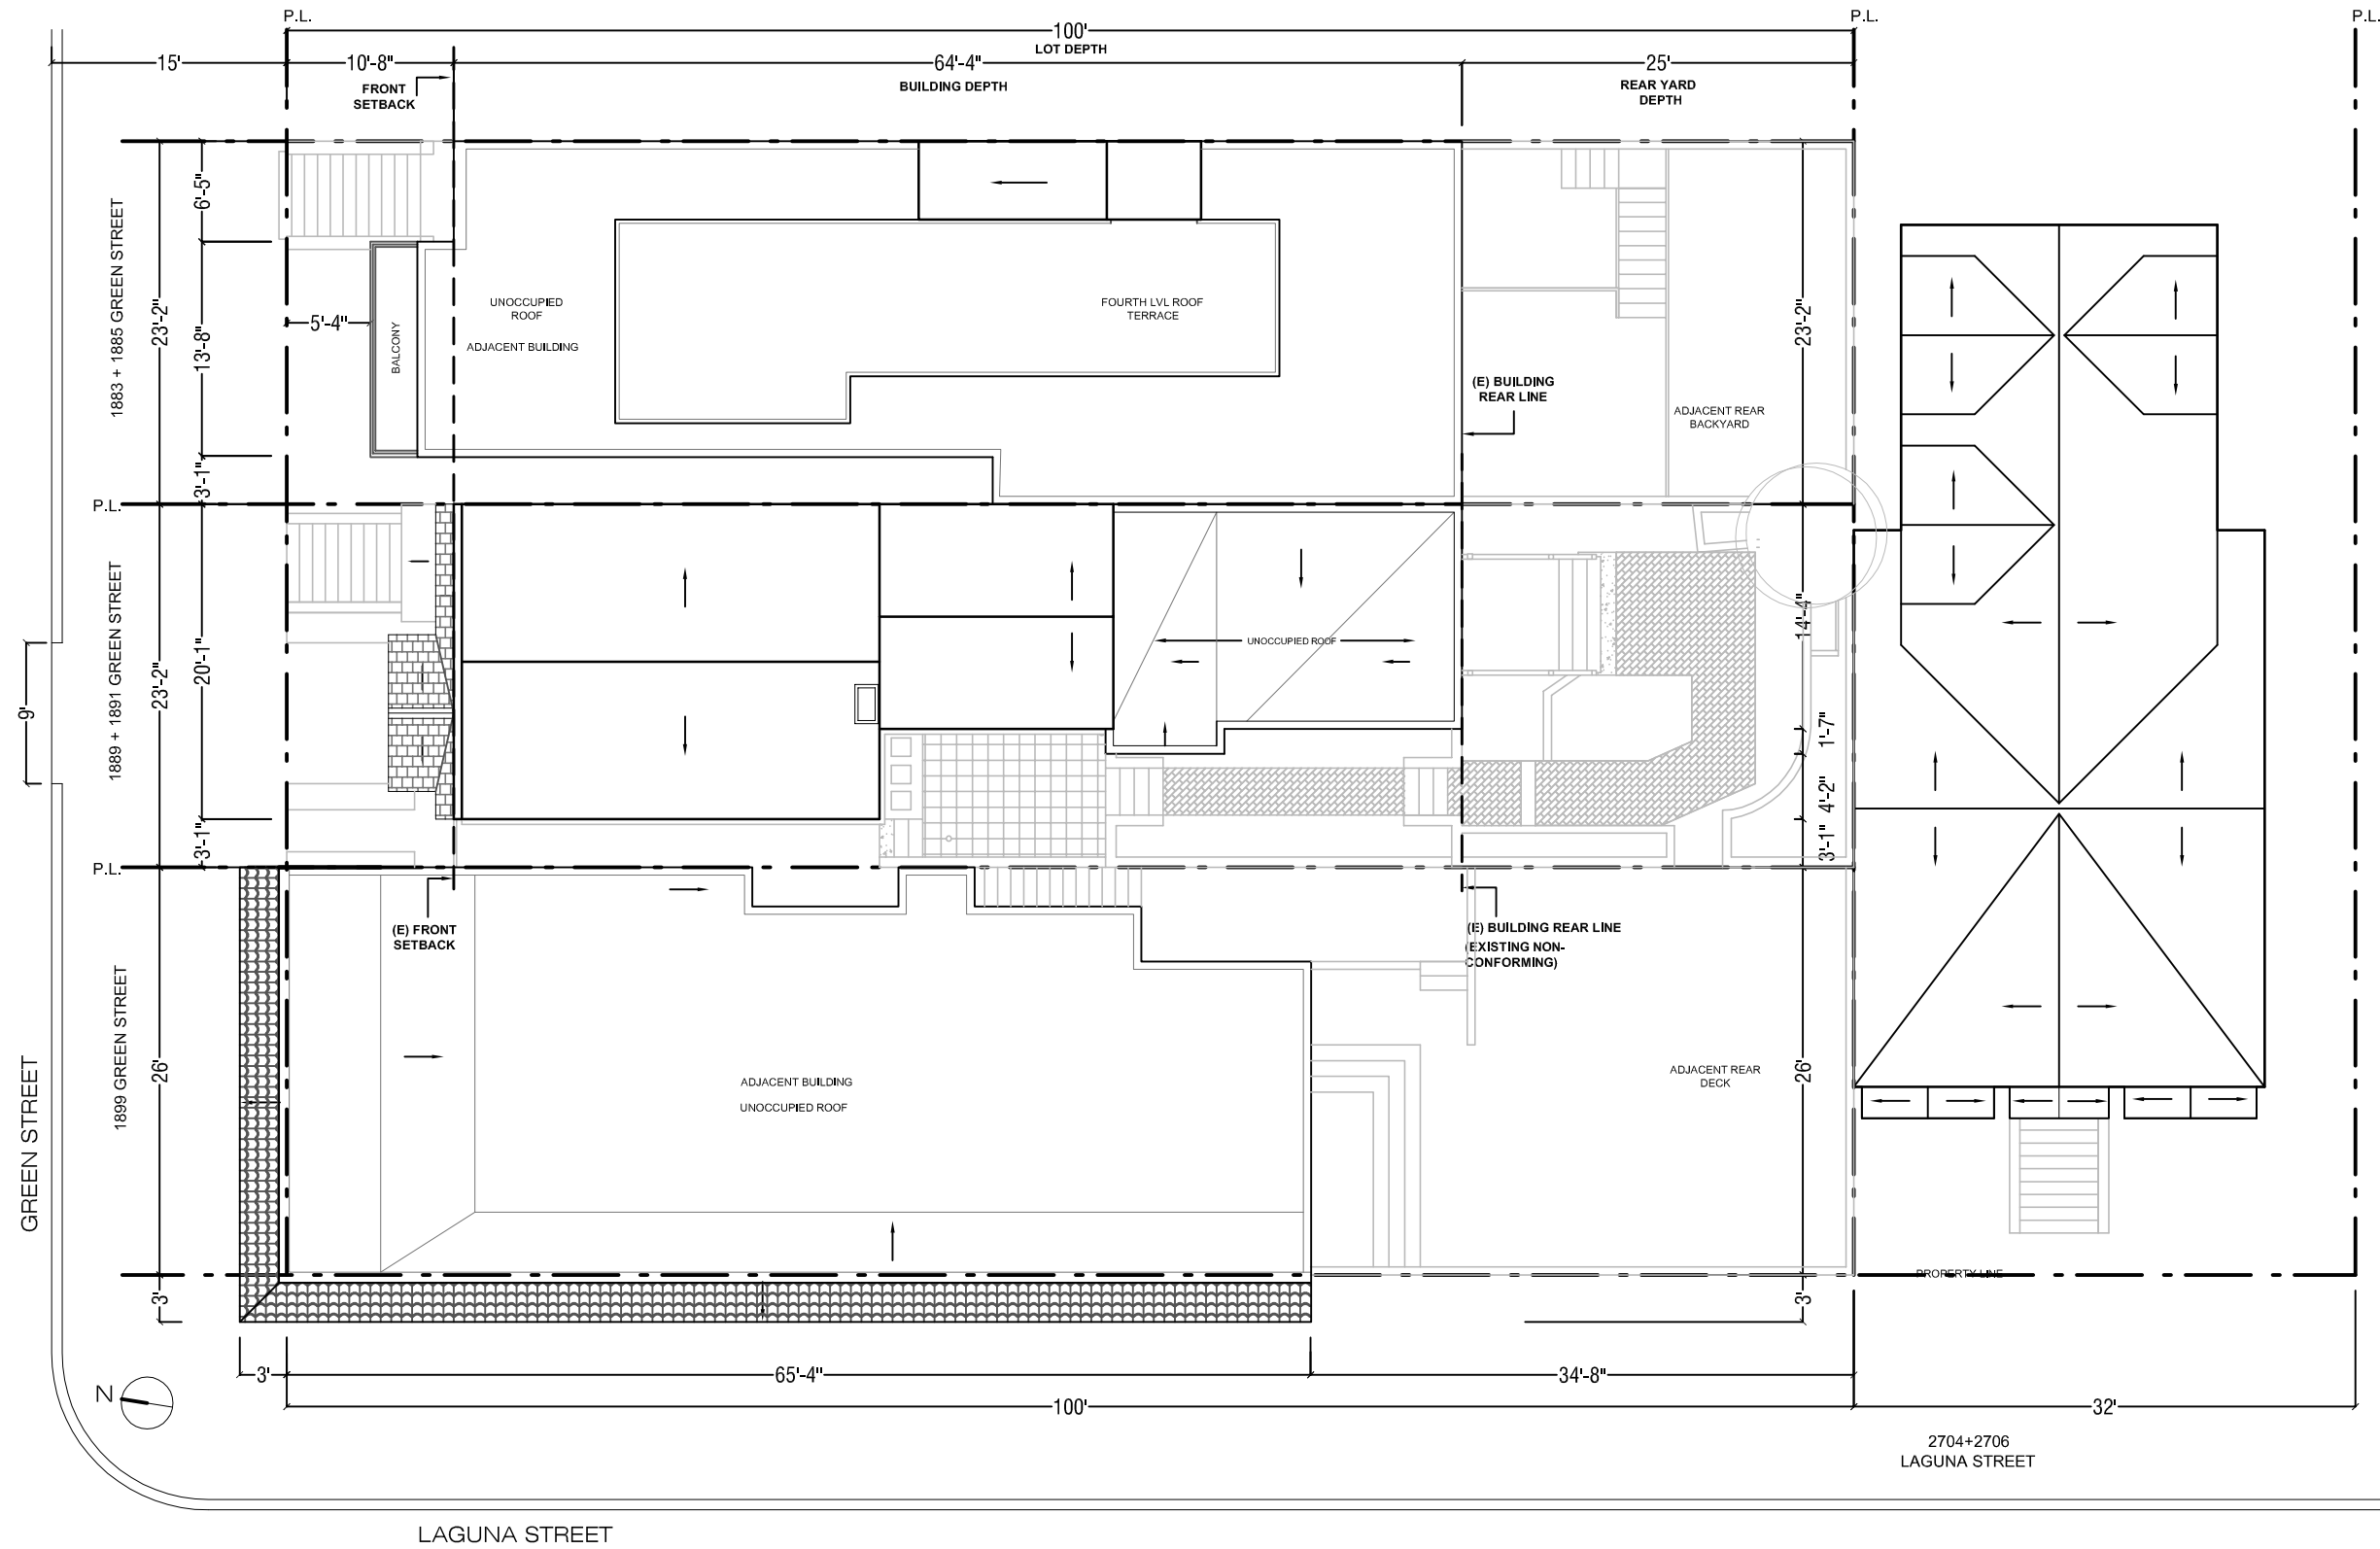 P.L.
P.L.
P.L.
100'
LOT DEPTH
15'
10'-8"
64'-4"
25'
FRONT
SETBACK
BUILDING DEPTH
REAR YARD
DEPTH
6'-5"
1883 + 1885 GREEN STREET
23'-2"
13'-8"
3'-1"
5'-4"
BALCONY
UNOCCUPIED
ROOF
ADJACENT BUILDING
FOURTH LVL ROOF
TERRACE
(E) BUILDING
REAR LINE
ADJACENT REAR
BACKYARD
23'-2"
P.L.
1889 + 1891 GREEN STREET
23'-2"
20'-1"
3'-1"
9'
UNOCCUPIED ROOF
14'-4"
1'-7"
4'-2"
3'-1"
P.L.
(E) FRONT
SETBACK
(E) BUILDING REAR LINE
(EXISTING NON-
CONFORMING)
GREEN STREET
1899 GREEN STREET
26'
3'
ADJACENT BUILDING
UNOCCUPIED ROOF
ADJACENT REAR
DECK
26'
3'
PROPERTY LINE
N
3'
65'-4"
34'-8"
100'
32'
2704+2706
LAGUNA STREET
LAGUNA STREET